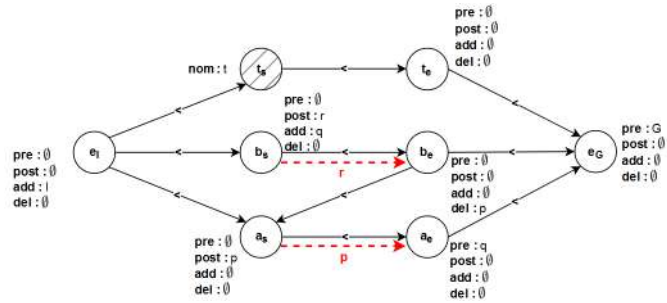 pre : ∅
post : ∅
add : ∅
del : ∅
nom : t
t_s
<
t_e
<
<
pre : ∅
post : r
add : q
del : ∅
pre : G
post : ∅
add : ∅
del : ∅
e_I
<
b_s
<
b_e
<
e_G
r
pre : ∅
post : ∅
add : I
del : ∅
pre : ∅
post : ∅
add : ∅
del : p
<
<
<
pre : ∅
post : p
add : ∅
del : ∅
a_s
<
a_e
p
pre : q
post : ∅
add : ∅
del : ∅